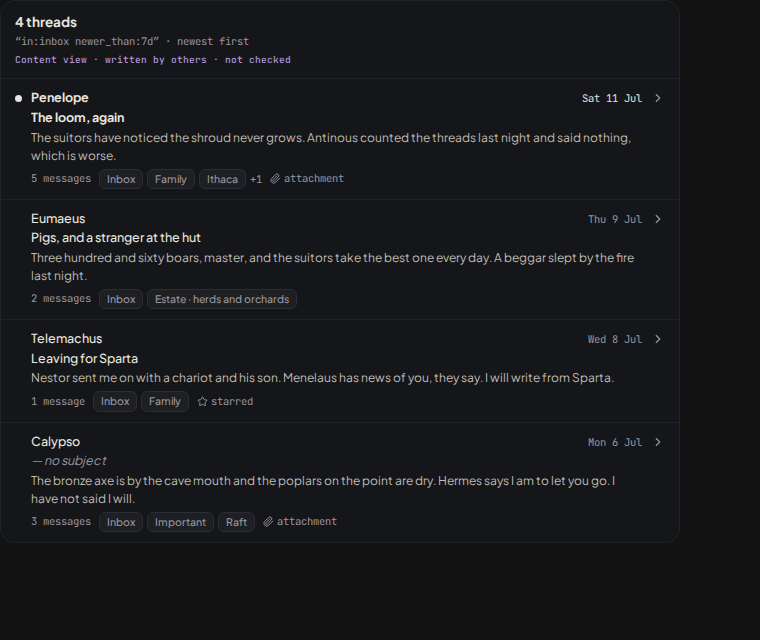 4 threads
“in:inbox newer_than:7d” · newest first
Content view · written by others · not checked
Penelope
Sat 11 Jul
The loom, again
The suitors have noticed the shroud never grows. Antinous counted the threads last night and said nothing,
which is worse.
5 messages Inbox Family Ithaca +1 attachment
Eumaeus
Thu 9 Jul
Pigs, and a stranger at the hut
Three hundred and sixty boars, master, and the suitors take the best one every day. A beggar slept by the fire
last night.
2 messages Inbox Estate · herds and orchards
Telemachus
Wed 8 Jul
Leaving for Sparta
Nestor sent me on with a chariot and his son. Menelaus has news of you, they say. I will write from Sparta.
1 message Inbox Family starred
Calypso
Mon 6 Jul
— no subject
The bronze axe is by the cave mouth and the poplars on the point are dry. Hermes says I am to let you go. I
have not said I will.
3 messages Inbox Important Raft attachment